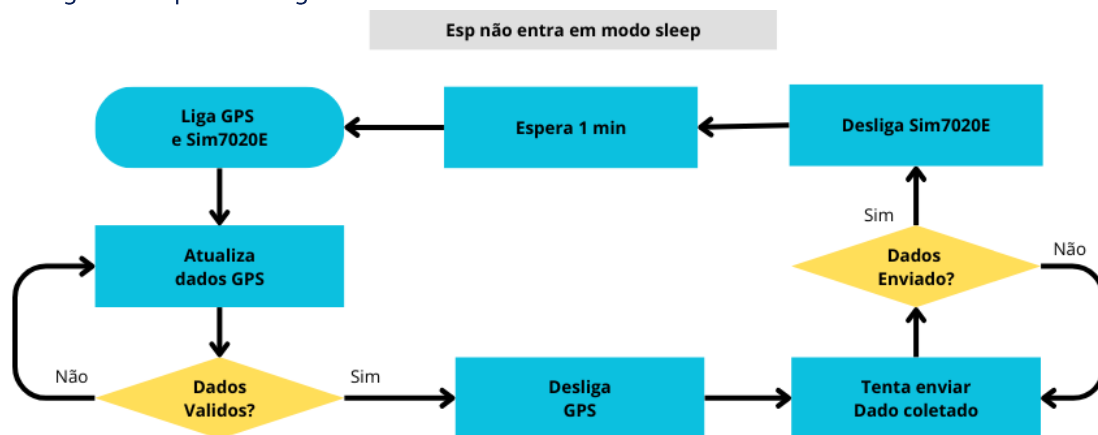 Esp não entra em modo sleep
Liga GPS
e Sim7020E
Espera 1 min
Desliga Sim7020E
Atualiza
dados GPS
Sim
Dados
Enviado?
Não
Não
Dados
Validos?
Sim
Desliga
GPS
Tenta enviar
Dado coletado